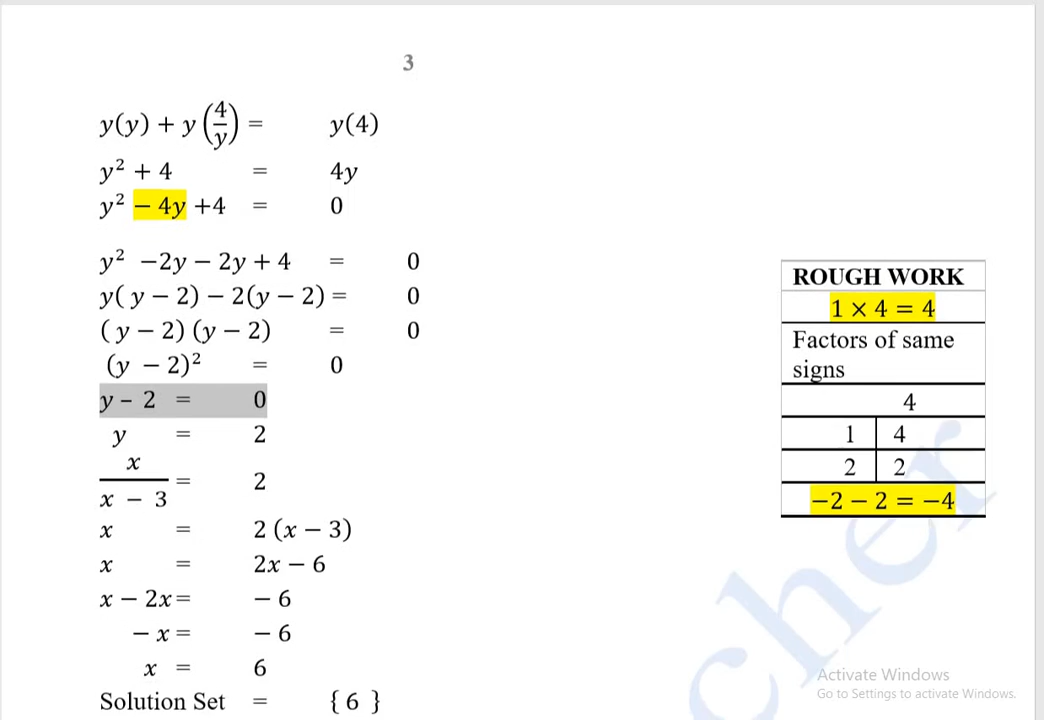 3
y(y) + y (4/y) = y(4)
y² + 4 = 4y
y² − 4y +4 = 0
y² −2y − 2y + 4 = 0
y( y − 2) − 2(y − 2) = 0
( y − 2) (y − 2) = 0
(y − 2)² = 0
y − 2 = 0
y = 2
x/(x − 3) = 2
x = 2 (x − 3)
x = 2x − 6
x − 2x = − 6
− x = − 6
x = 6
Solution Set = { 6 }
ROUGH WORK
1 × 4 = 4
Factors of same
signs
4
1 4
2 2
−2 − 2 = −4
cher
Activate Windows
Go to Settings to activate Windows.